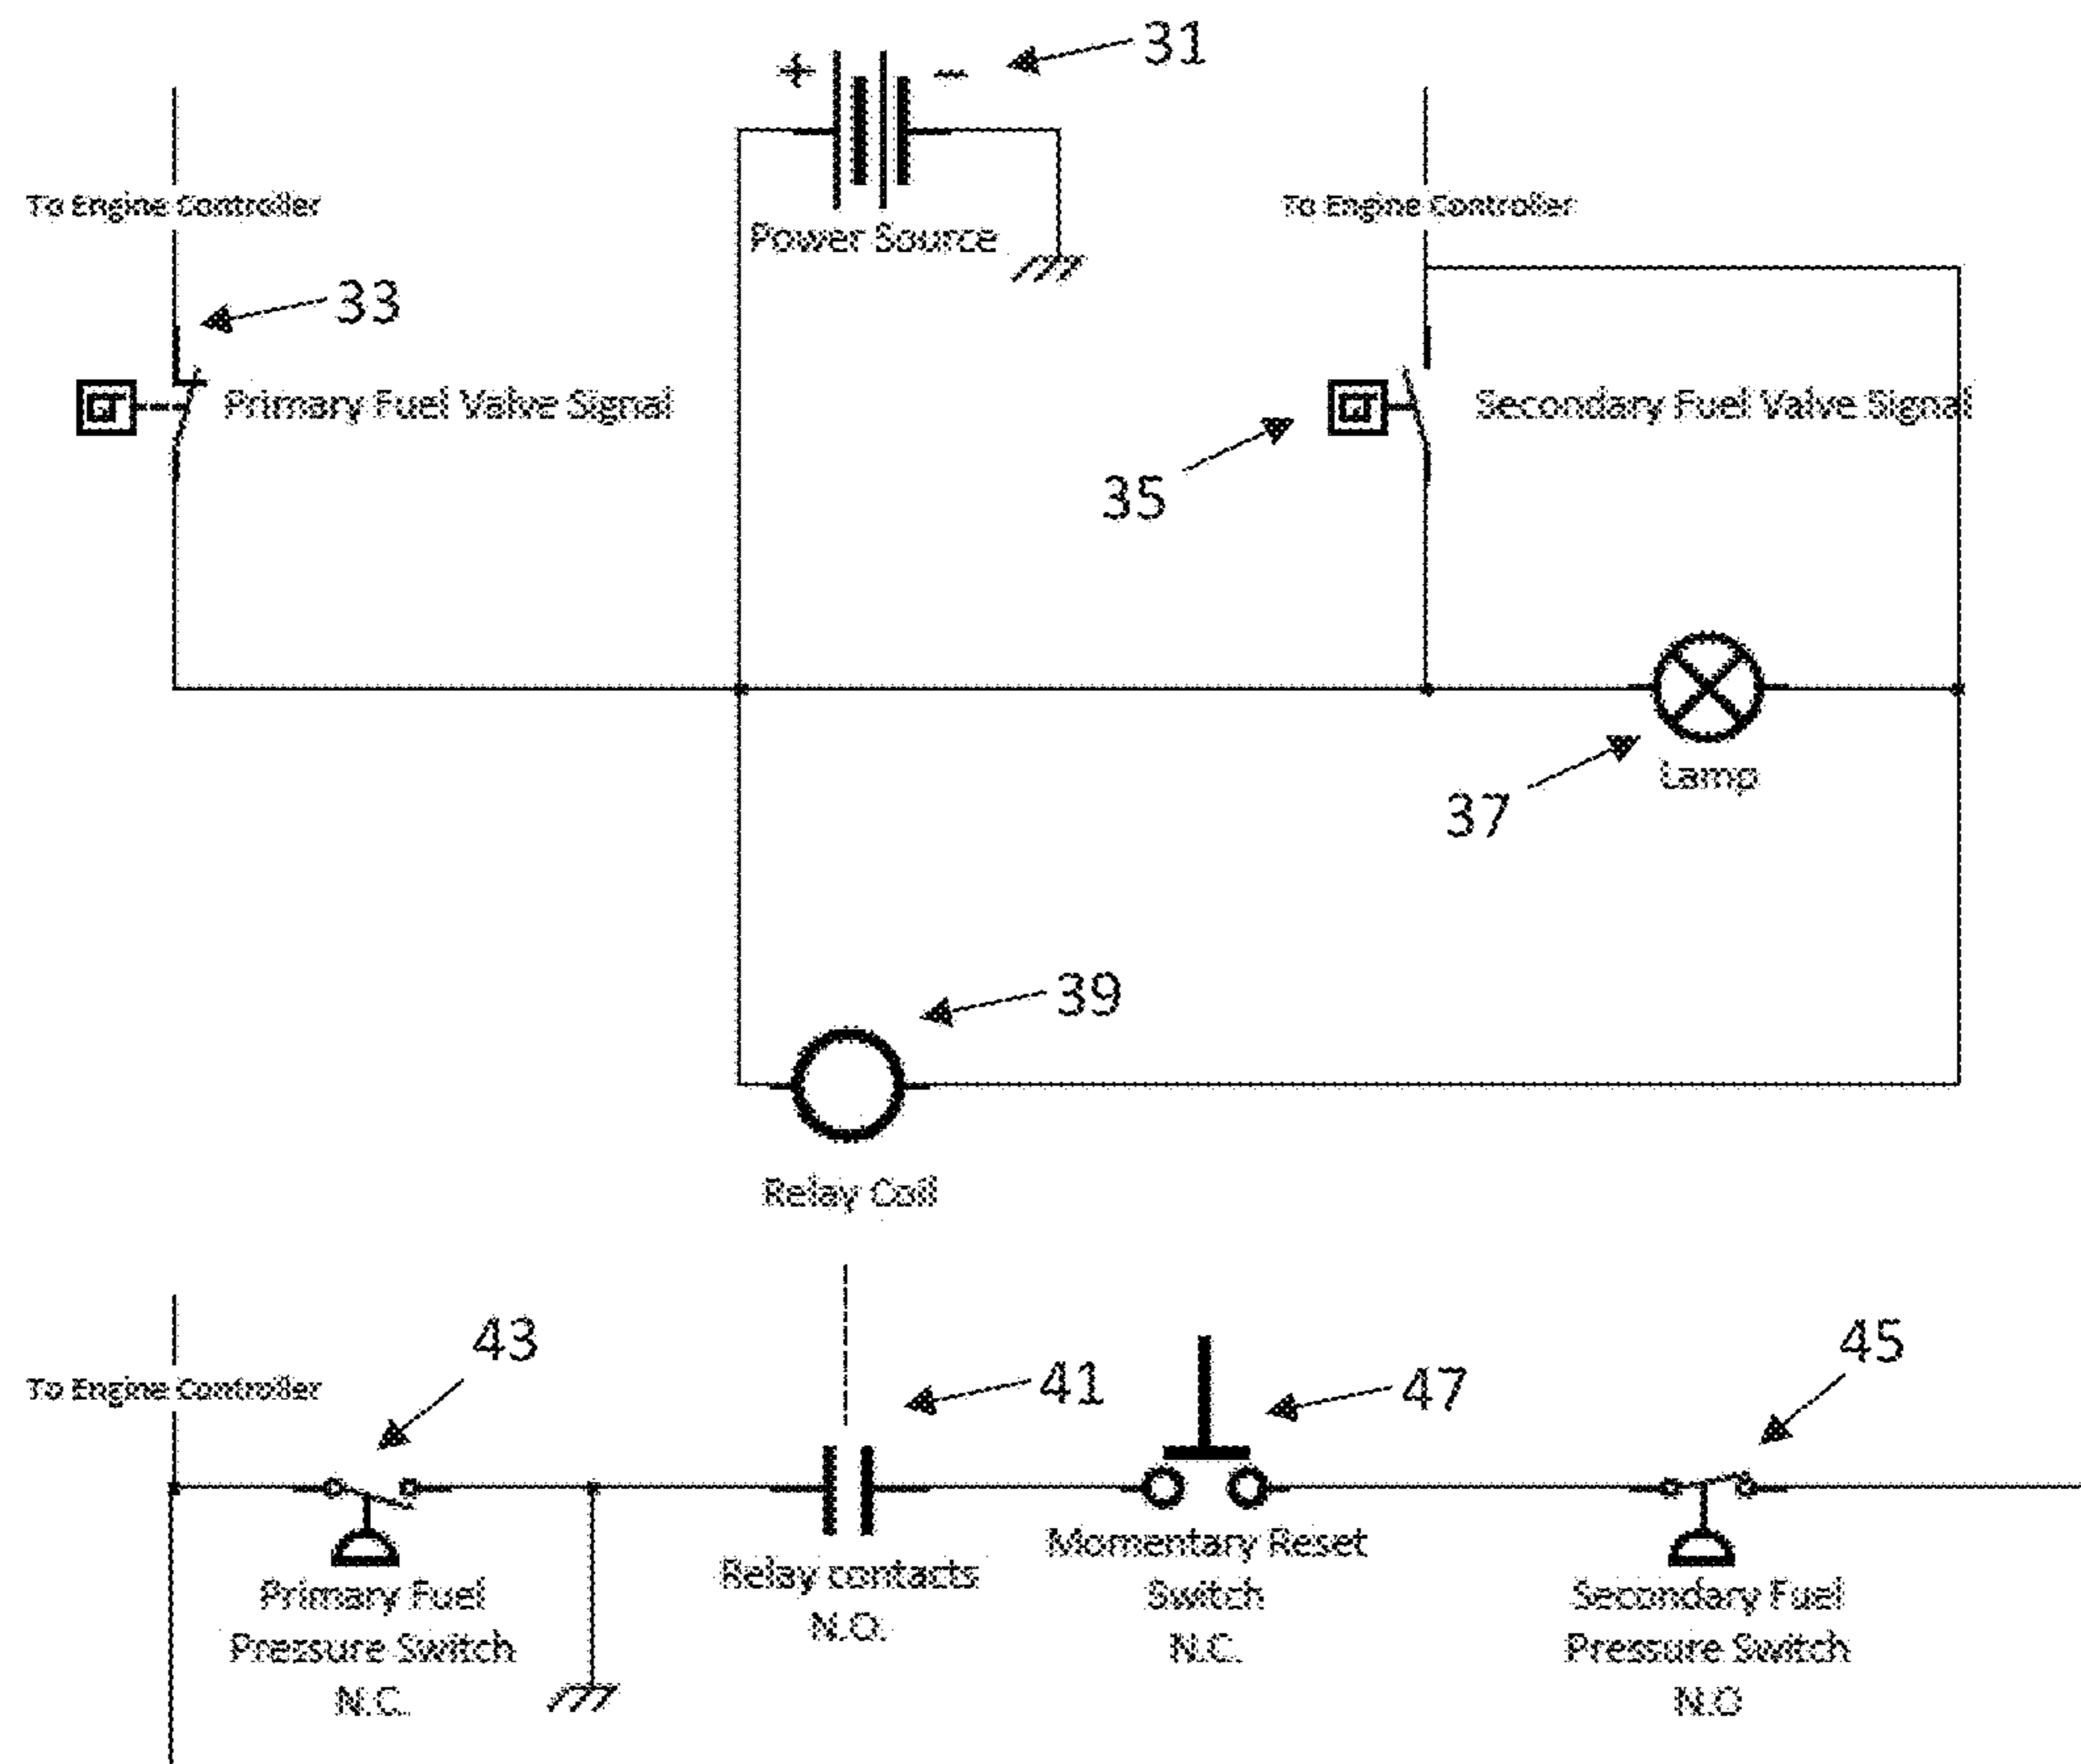 31
+ −
To Engine Controller
To Engine Controller
Power Source
33
Primary Fuel Valve Signal
Secondary Fuel Valve Signal
35
Lamp
37
39
Relay Coil
43
41
47
45
To Engine Controller
Primary Fuel
Pressure Switch
N.C.
Relay contacts
N.O.
Momentary Reset
Switch
N.C.
Secondary Fuel
Pressure Switch
N.O